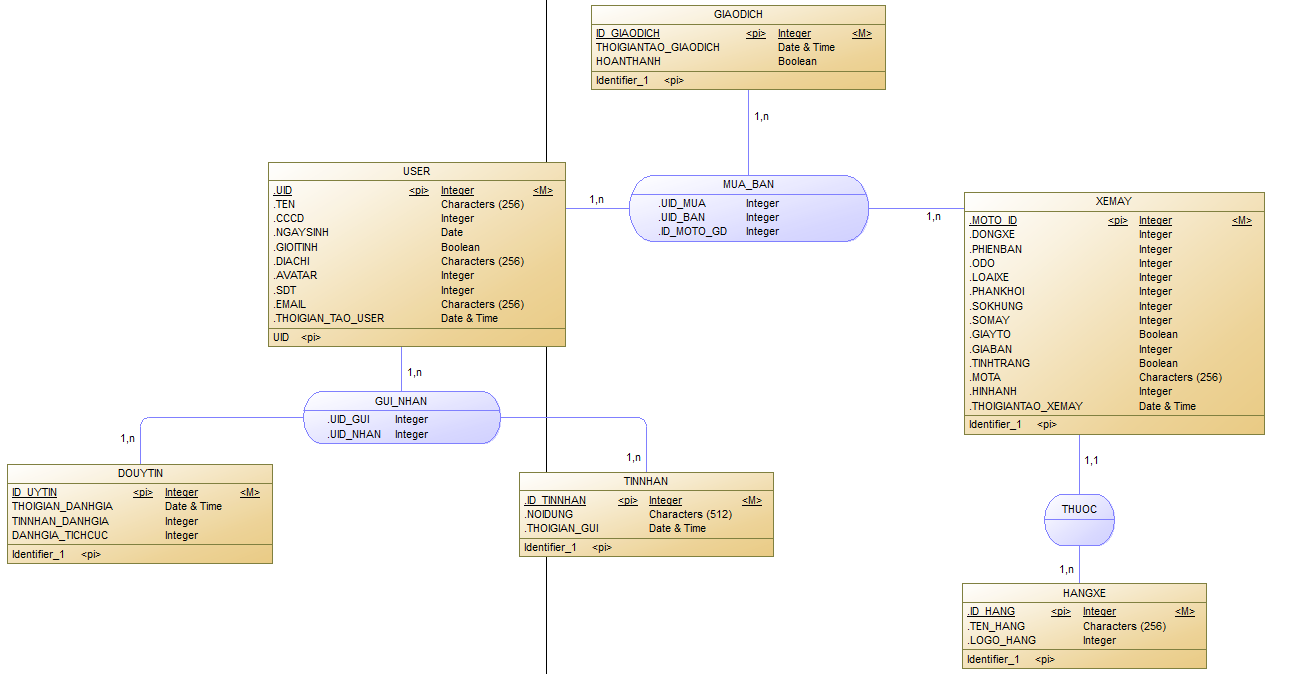 GIAODICH
ID_GIAODICH <pi> Integer <M>
THOIGIANTAO_GIAODICH Date & Time
HOANTHANH Boolean
Identifier_1 <pi>
1,n
USER
.UID <pi> Integer <M>
.TEN Characters (256)
.CCCD Integer
.NGAYSINH Date
.GIOITINH Boolean
.DIACHI Characters (256)
.AVATAR Integer
.SDT Integer
.EMAIL Characters (256)
.THOIGIAN_TAO_USER Date & Time
UID <pi>
1,n
MUA_BAN
.UID_MUA Integer
.UID_BAN Integer
.ID_MOTO_GD Integer
1,n
XEMAY
.MOTO_ID <pi> Integer <M>
.DONGXE Integer
.PHIENBAN Integer
.ODO Integer
.LOAIXE Integer
.PHANKHOI Integer
.SOKHUNG Integer
.SOMAY Integer
.GIAYTO Boolean
.GIABAN Integer
.TINHTRANG Boolean
.MOTA Characters (256)
.HINHANH Integer
.THOIGIANTAO_XEMAY Date & Time
Identifier_1 <pi>
1,n
GUI_NHAN
.UID_GUI Integer
.UID_NHAN Integer
1,n
1,n
DOUYTIN
ID_UYTIN <pi> Integer <M>
THOIGIAN_DANHGIA Date & Time
TINNHAN_DANHGIA Integer
DANHGIA_TICHCUC Integer
Identifier_1 <pi>
TINNHAN
.ID_TINNHAN <pi> Integer <M>
.NOIDUNG Characters (512)
.THOIGIAN_GUI Date & Time
Identifier_1 <pi>
1,1
THUOC
1,n
HANGXE
.ID_HANG <pi> Integer <M>
.TEN_HANG Characters (256)
.LOGO_HANG Integer
Identifier_1 <pi>